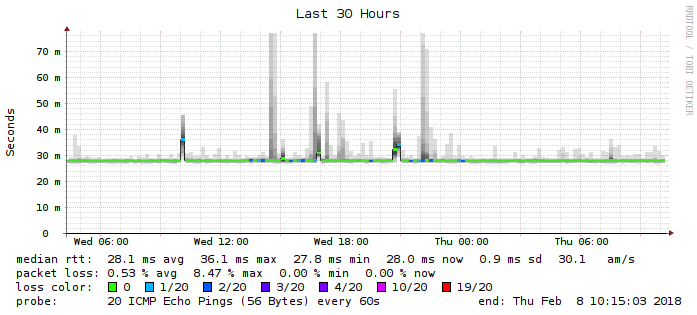 Last 30 Hours
RRDTOOL / TOBI OETIKER
Seconds
70 m
60 m
50 m
40 m
30 m
20 m
10 m
0
Wed 06:00 Wed 12:00 Wed 18:00 Thu 00:00 Thu 06:00
median rtt: 28.1 ms avg 36.1 ms max 27.8 ms min 28.0 ms now 0.9 ms sd 30.1 am/s
packet loss: 0.53 % avg 8.47 % max 0.00 % min 0.00 % now
loss color: 0 1/20 2/20 3/20 4/20 10/20 19/20
probe: 20 ICMP Echo Pings (56 Bytes) every 60s end: Thu Feb 8 10:15:03 2018